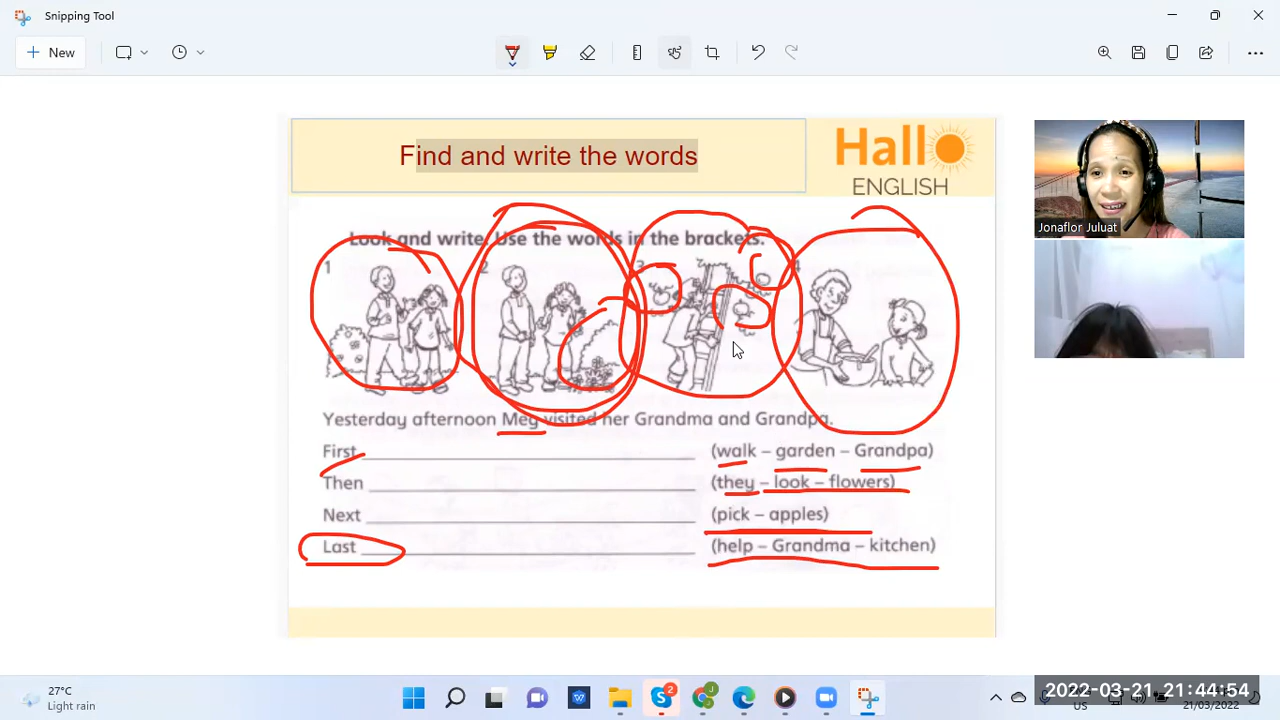 Snipping Tool
New
Find and write the words
Hallo
ENGLISH
Look and write. Use the words in the brackets.
1
2
3
4
Yesterday afternoon Meg visited her Grandma and Grandpa.
First (walk – garden – Grandpa)
Then (they – look – flowers)
Next (pick – apples)
Last (help – Grandma – kitchen)
Jonaflor Juluat
27°C
Light rain
2
2022-03-21 21:44:54
US
21/03/2022